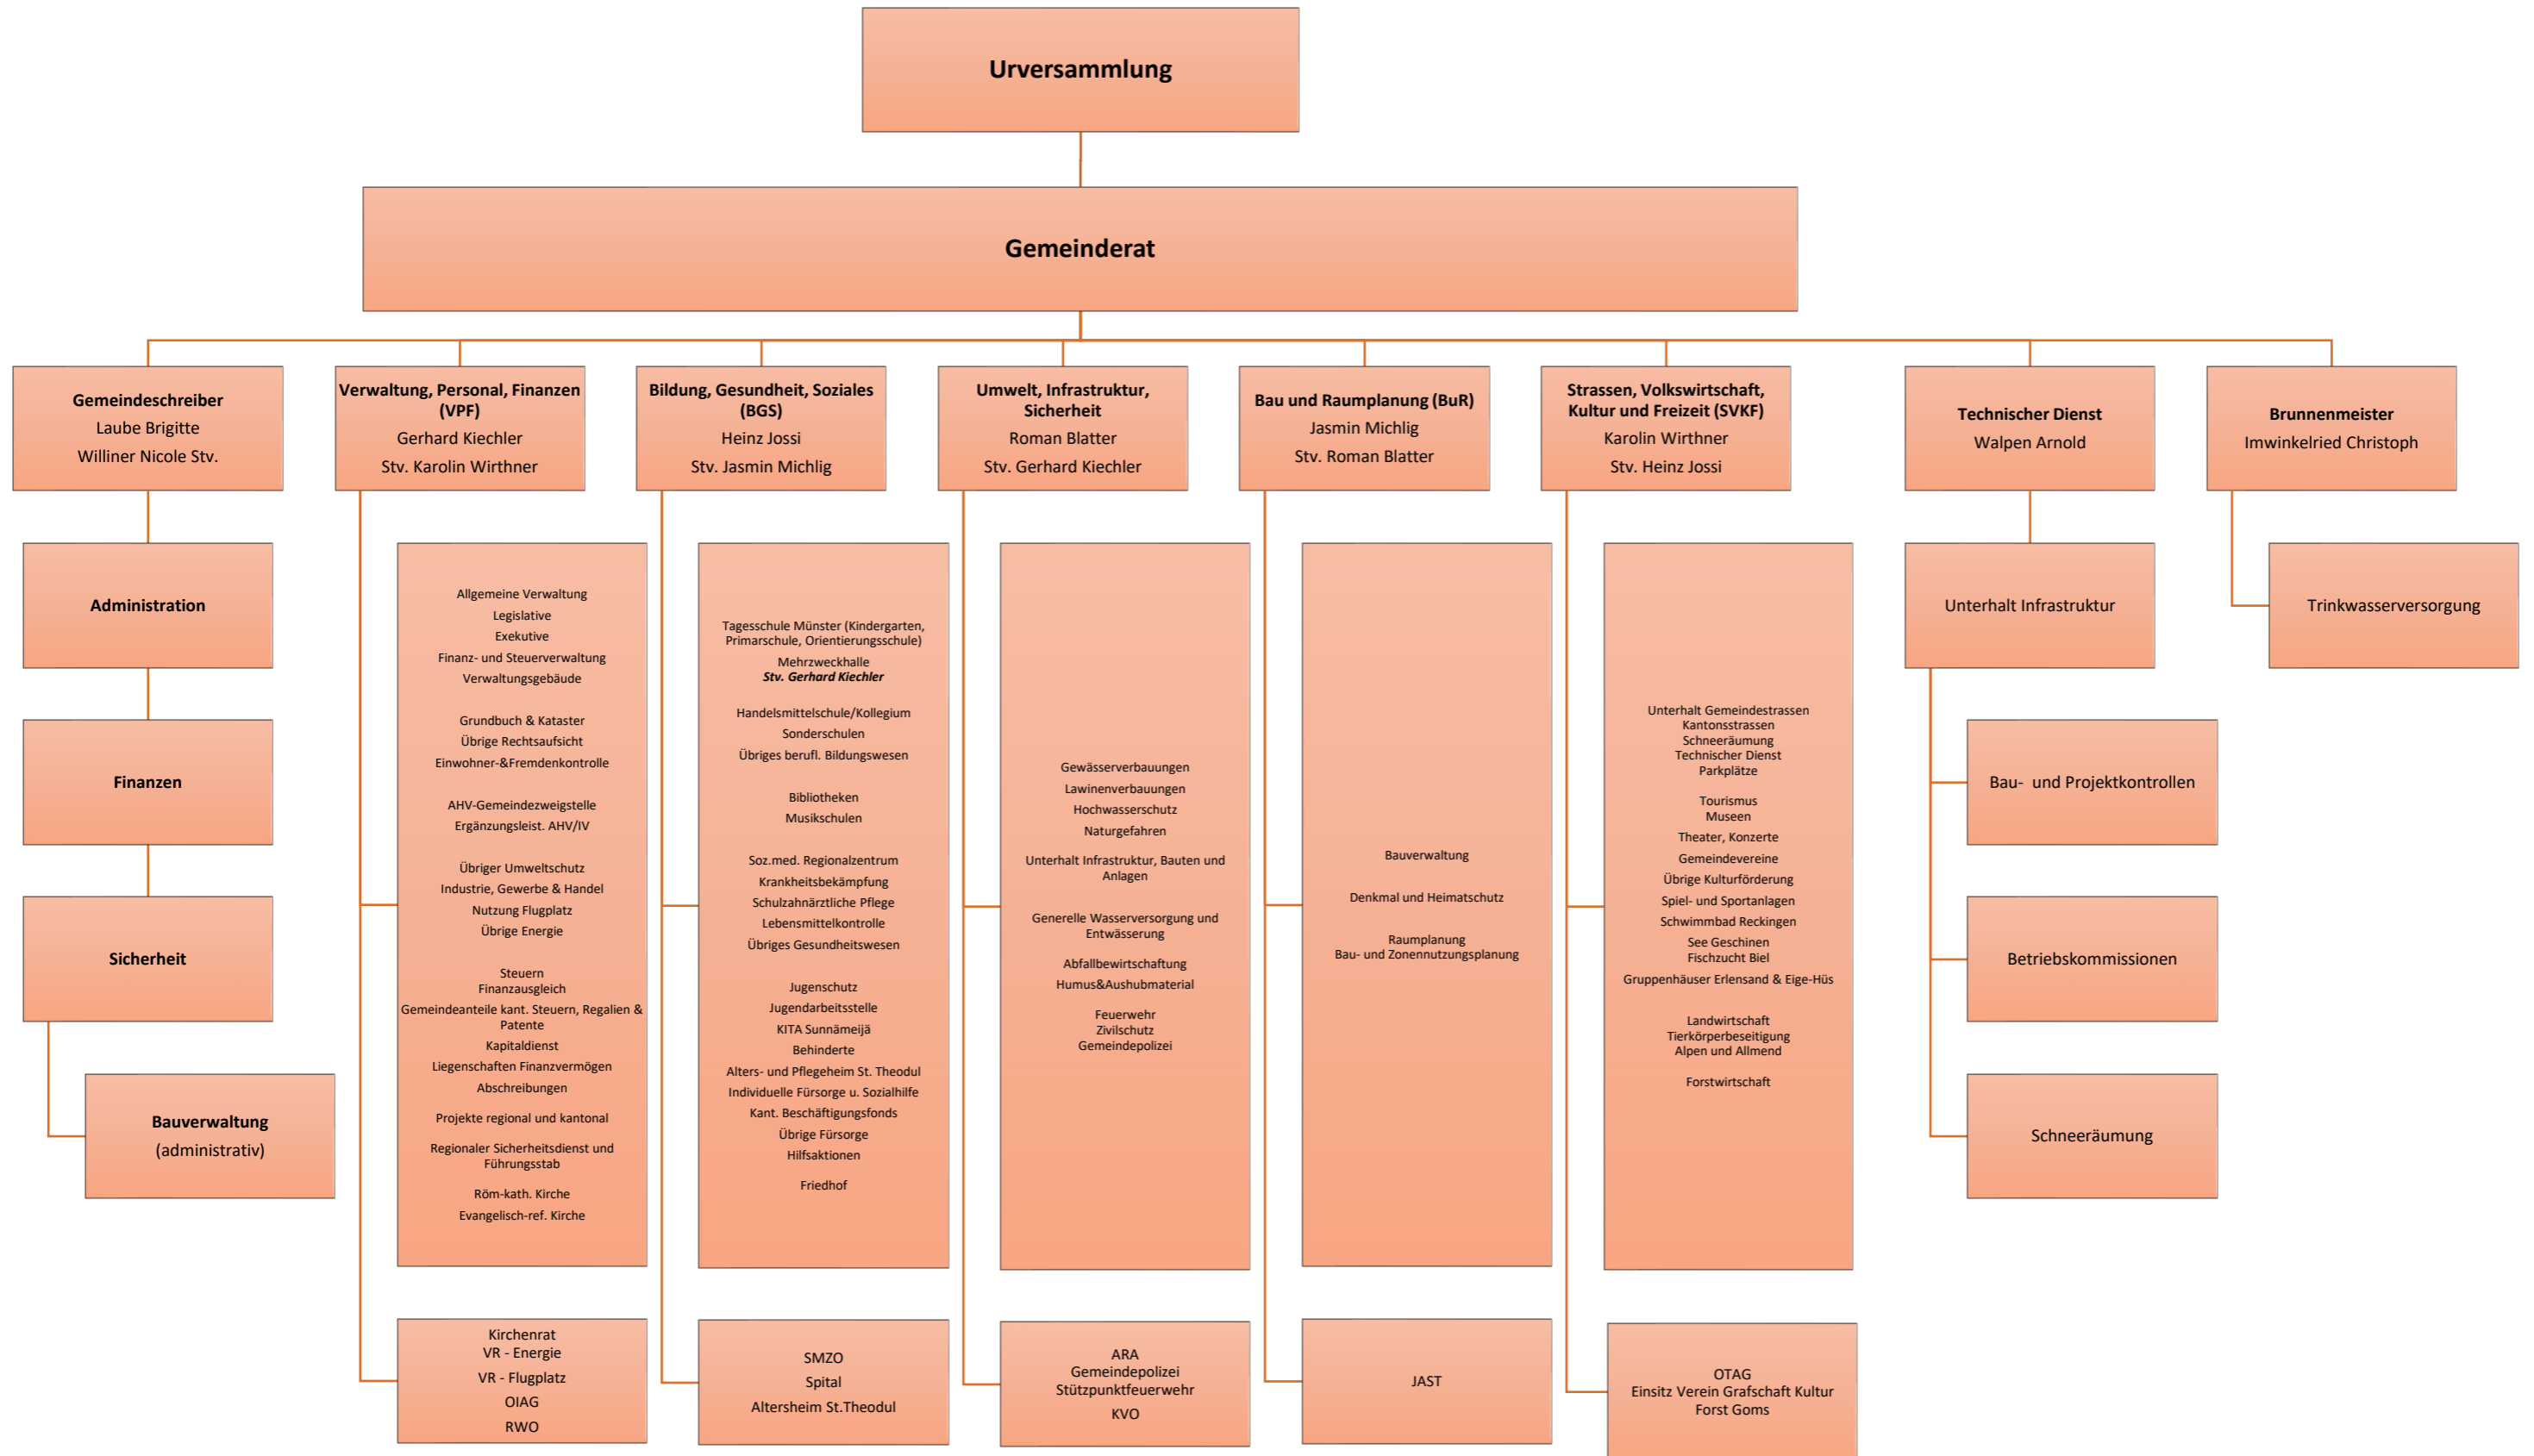 Urversammlung
Gemeinderat
Gemeindeschreiber
Laube Brigitte
Williner Nicole Stv.
Verwaltung, Personal, Finanzen
(VPF)
Gerhard Kiechler
Stv. Karolin Wirthner
Bildung, Gesundheit, Soziales
(BGS)
Heinz Jossi
Stv. Jasmin Michlig
Umwelt, Infrastruktur,
Sicherheit
Roman Blatter
Stv. Gerhard Kiechler
Bau und Raumplanung (BuR)
Jasmin Michlig
Stv. Roman Blatter
Strassen, Volkswirtschaft,
Kultur und Freizeit (SVKF)
Karolin Wirthner
Stv. Heinz Jossi
Technischer Dienst
Walpen Arnold
Brunnenmeister
Imwinkelried Christoph
Administration
Finanzen
Sicherheit
Bauverwaltung
(administrativ)
Allgemeine Verwaltung
Legislative
Exekutive
Finanz- und Steuerverwaltung
Verwaltungsgebäude
Grundbuch & Kataster
Übrige Rechtsaufsicht
Einwohner-&Fremdenkontrolle
AHV-Gemeindezweigstelle
Ergänzungsleist. AHV/IV
Übriger Umweltschutz
Industrie, Gewerbe & Handel
Nutzung Flugplatz
Übrige Energie
Steuern
Finanzausgleich
Gemeindeanteile kant. Steuern, Regalien &
Patente
Kapitaldienst
Liegenschaften Finanzvermögen
Abschreibungen
Projekte regional und kantonal
Regionaler Sicherheitsdienst und
Führungsstab
Röm-kath. Kirche
Evangelisch-ref. Kirche
Kirchenrat
VR - Energie
VR - Flugplatz
OIAG
RWO
Tagesschule Münster (Kindergarten,
Primarschule, Orientierungsschule)
Mehrzweckhalle
Stv. Gerhard Kiechler
Handelsmittelschule/Kollegium
Sonderschulen
Übriges berufl. Bildungswesen
Bibliotheken
Musikschulen
Soz.med. Regionalzentrum
Krankheitsbekämpfung
Schulzahnärztliche Pflege
Lebensmittelkontrolle
Übriges Gesundheitswesen
Jugenschutz
Jugendarbeitsstelle
KITA Sunnämeijä
Behinderte
Alters- und Pflegeheim St. Theodul
Individuelle Fürsorge u. Sozialhilfe
Kant. Beschäftigungsfonds
Übrige Fürsorge
Hilfsaktionen
Friedhof
SMZO
Spital
Altersheim St.Theodul
Gewässerverbauungen
Lawinenverbauungen
Hochwasserschutz
Naturgefahren
Unterhalt Infrastruktur, Bauten und
Anlagen
Generelle Wasserversorgung und
Entwässerung
Abfallbewirtschaftung
Humus&Aushubmaterial
Feuerwehr
Zivilschutz
Gemeindepolizei
ARA
Gemeindepolizei
Stützpunktfeuerwehr
KVO
Bauverwaltung
Denkmal und Heimatschutz
Raumplanung
Bau- und Zonennutzungsplanung
JAST
Unterhalt Gemeindestrassen
Kantonsstrassen
Schneeräumung
Technischer Dienst
Parkplätze
Tourismus
Museen
Theater, Konzerte
Gemeindevereine
Übrige Kulturförderung
Spiel- und Sportanlagen
Schwimmbad Reckingen
See Geschinen
Fischzucht Biel
Gruppenhäuser Erlensand & Eige-Hüs
Landwirtschaft
Tierkörperbeseitigung
Alpen und Allmend
Forstwirtschaft
OTAG
Einsitz Verein Grafschaft Kultur
Forst Goms
Unterhalt Infrastruktur
Bau- und Projektkontrollen
Betriebskommissionen
Schneeräumung
Trinkwasserversorgung